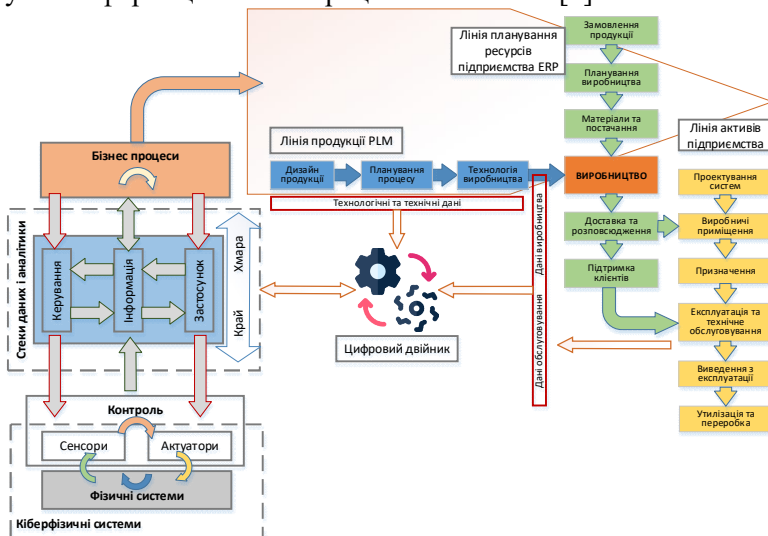 Лінія планування
ресурсів
підприємства ERP
Замовлення
продукції
Планування
виробництва
Матеріали та
постачання
Лінія активів
підприємства
Лінія продукції PLM
Дизайн
продукції
Планування
процесу
Технологія
виробництва
ВИРОБНИЦТВО
Технологічні та технічні дані
Дані виробництва
Дані обслуговування
Доставка та
розповсюдження
Підтримка
клієнтів
Проектування
систем
Виробничі
приміщення
Призначення
Експлуатація та
технічне
обслуговування
Виведення з
експлуатації
Утилізація та
переробка
Бізнес процеси
Стеки даних і аналітики
Керування
Інформація
Застосунок
Хмара
Край
Цифровий двійник
Контроль
Сенсори
Актуатори
Фізичні системи
Кіберфізичні системи